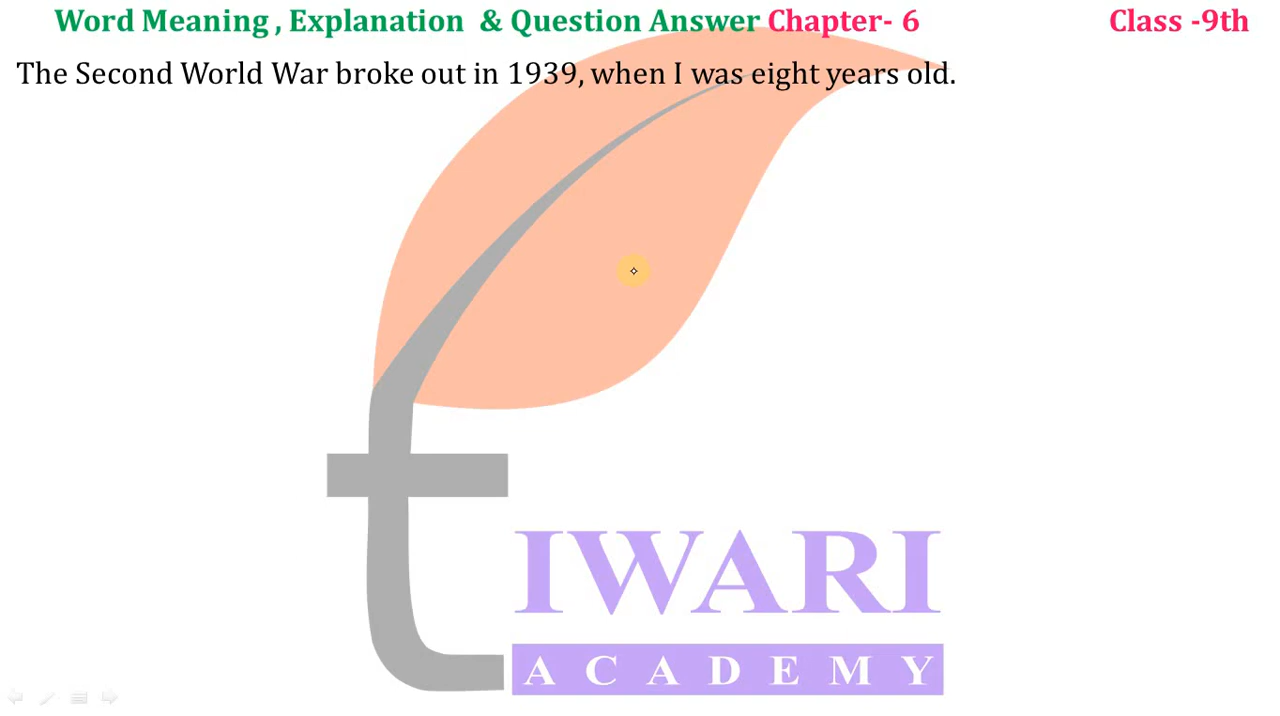 Word Meaning , Explanation & Question Answer Chapter- 6 Class -9th
The Second World War broke out in 1939, when I was eight years old.
tIWARI
ACADEMY